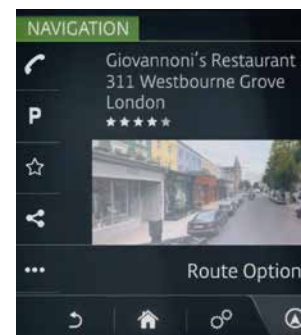 NAVIGATION
Giovannoni's Restaurant
311 Westbourne Grove
London
P
Route Option